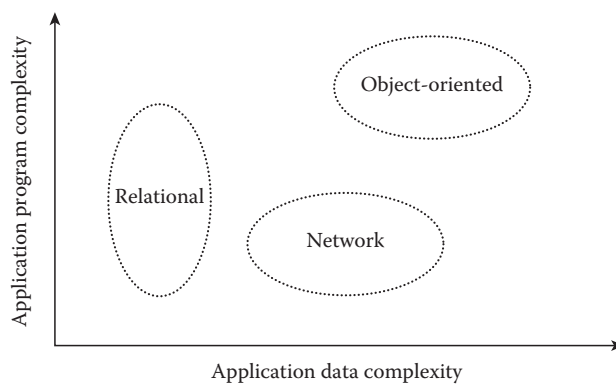 Application program complexity
Object-oriented
Relational
Network
Application data complexity